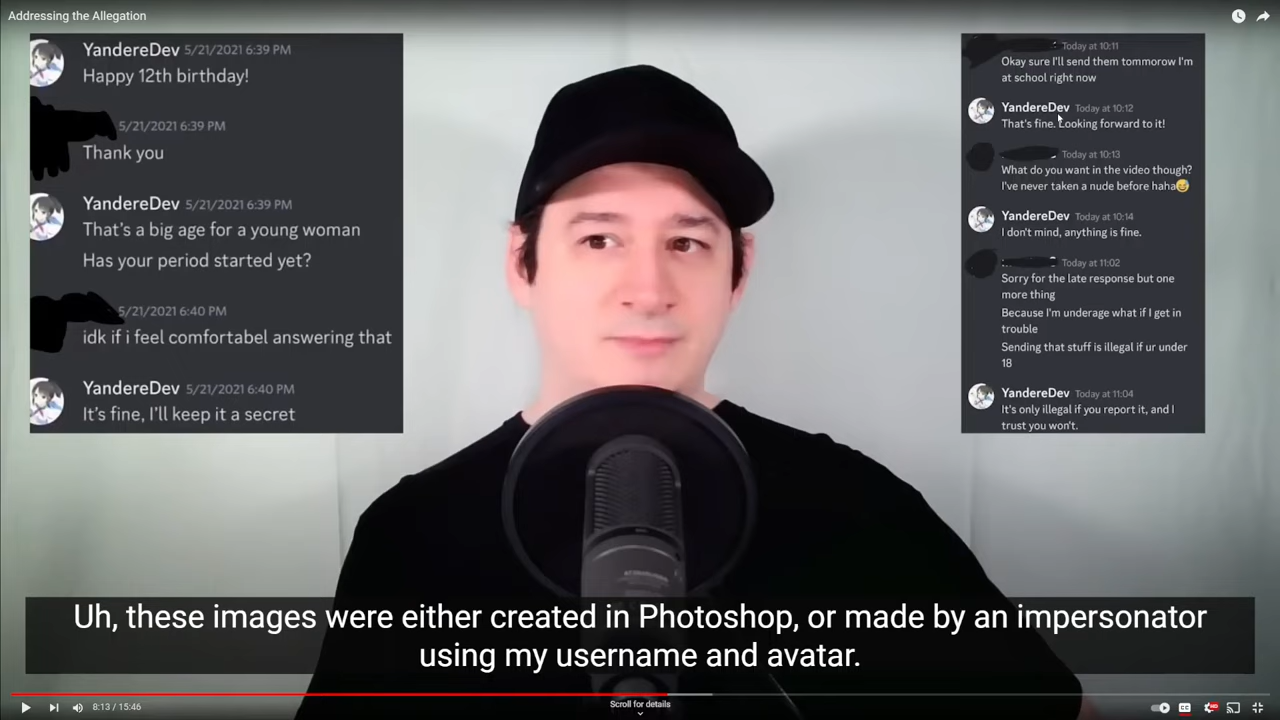 Addressing the Allegation
YandereDev 5/21/2021 6:39 PM
Happy 12th birthday!
5/21/2021 6:39 PM
Thank you
YandereDev 5/21/2021 6:39 PM
That's a big age for a young woman
Has your period started yet?
5/21/2021 6:40 PM
idk if i feel comfortabel answering that
YandereDev 5/21/2021 6:40 PM
It's fine, I'll keep it a secret
Today at 10:11
Okay sure I'll send them tommorow I'm
at school right now
YandereDev Today at 10:12
That's fine. Looking forward to it!
Today at 10:13
What do you want in the video though?
I've never taken a nude before haha😅
YandereDev Today at 10:14
I don't mind, anything is fine.
Today at 11:02
Sorry for the late response but one
more thing
Because I'm underage what if I get in
trouble
Sending that stuff is illegal if ur under
18
YandereDev Today at 11:04
It's only illegal if you report it, and I
trust you won't.
Uh, these images were either created in Photoshop, or made by an impersonator
using my username and avatar.
8:13 / 15:46
Scroll for details
CC
HD